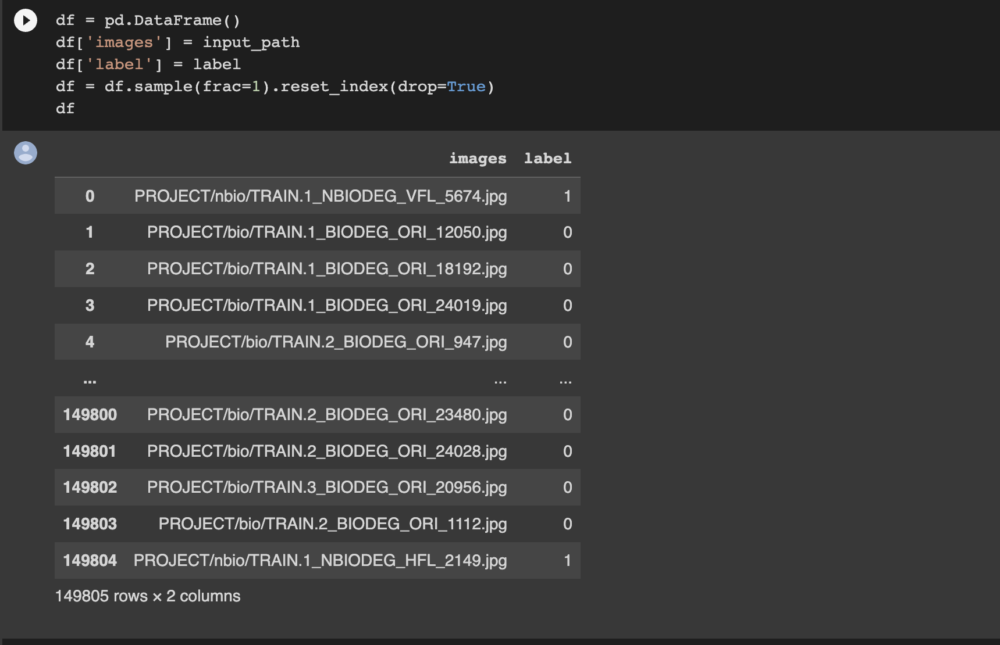 df = pd.DataFrame()
df['images'] = input_path
df['label'] = label
df = df.sample(frac=1).reset_index(drop=True)
df
images label
0 PROJECT/nbio/TRAIN.1_NBIODEG_VFL_5674.jpg 1
1 PROJECT/bio/TRAIN.1_BIODEG_ORI_12050.jpg 0
2 PROJECT/bio/TRAIN.1_BIODEG_ORI_18192.jpg 0
3 PROJECT/bio/TRAIN.1_BIODEG_ORI_24019.jpg 0
4 PROJECT/bio/TRAIN.2_BIODEG_ORI_947.jpg 0
... ... ...
149800 PROJECT/bio/TRAIN.2_BIODEG_ORI_23480.jpg 0
149801 PROJECT/bio/TRAIN.2_BIODEG_ORI_24028.jpg 0
149802 PROJECT/bio/TRAIN.3_BIODEG_ORI_20956.jpg 0
149803 PROJECT/bio/TRAIN.2_BIODEG_ORI_1112.jpg 0
149804 PROJECT/nbio/TRAIN.1_NBIODEG_HFL_2149.jpg 1
149805 rows × 2 columns